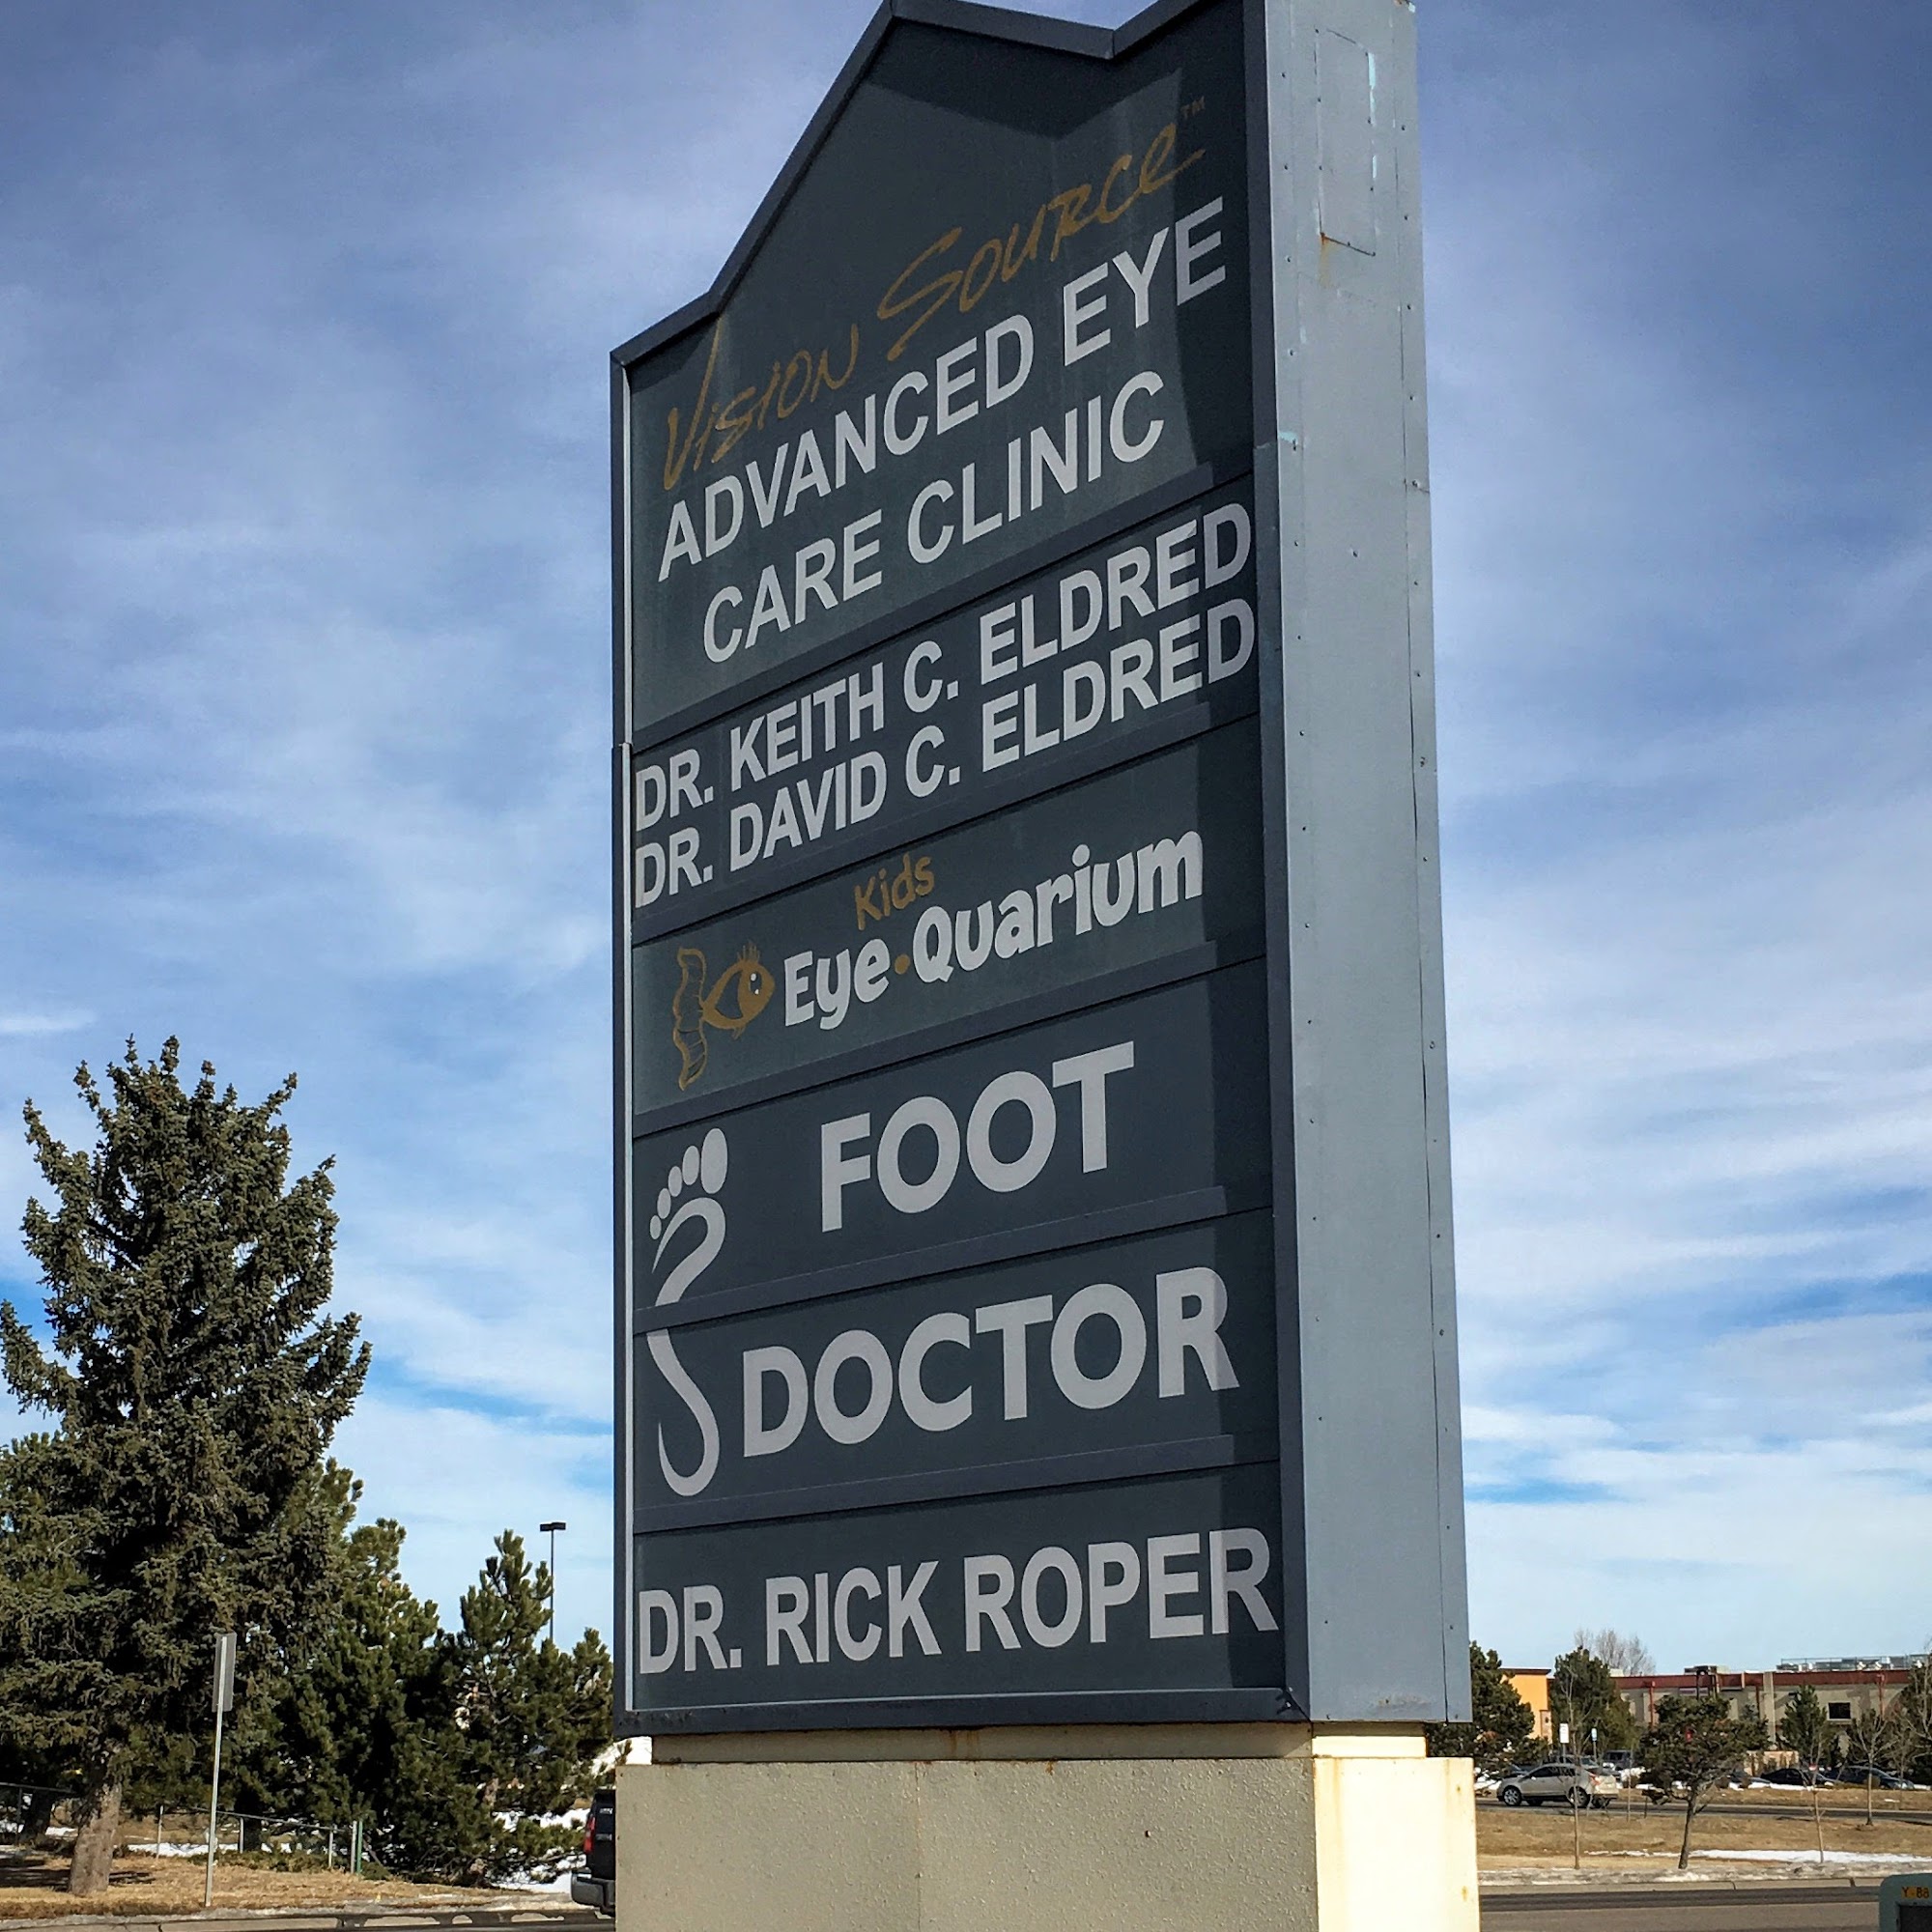 Vision Source™
ADVANCED EYE
CARE CLINIC
DR. KEITH C. ELDRED
DR. DAVID C. ELDRED
Kids
Eye•Quarium
FOOT
DOCTOR
DR. RICK ROPER